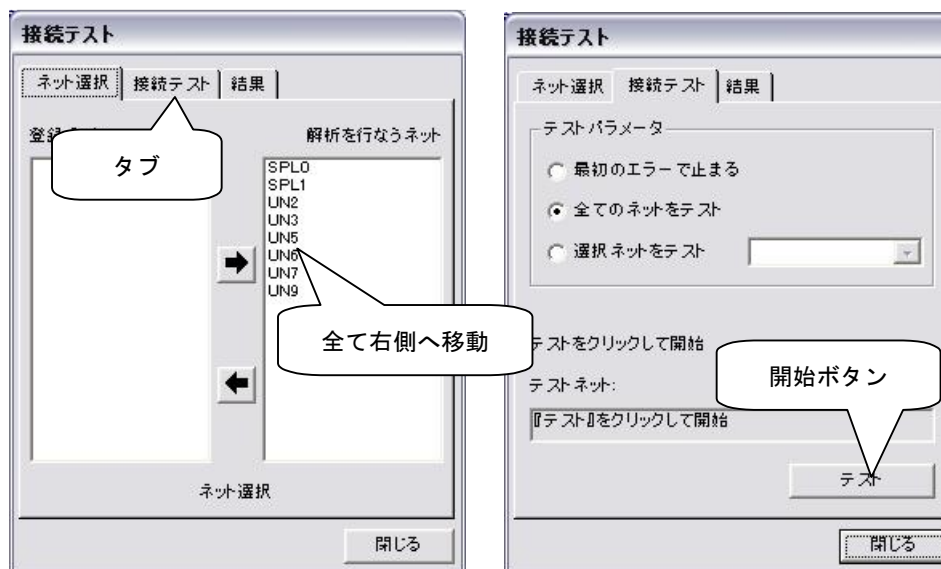 接続テスト
ネット選択 接続テスト 結果
登録
解析を行なうネット
タブ
SPL0
SPL1
UN2
UN3
UN5
UN6
UN7
UN9
全て右側へ移動
ネット選択
閉じる
接続テスト
ネット選択 接続テスト 結果
テストパラメータ
最初のエラーで止まる
全てのネットをテスト
選択ネットをテスト
テストをクリックして開始
開始ボタン
テストネット:
『テスト』をクリックして開始
テスト
閉じる